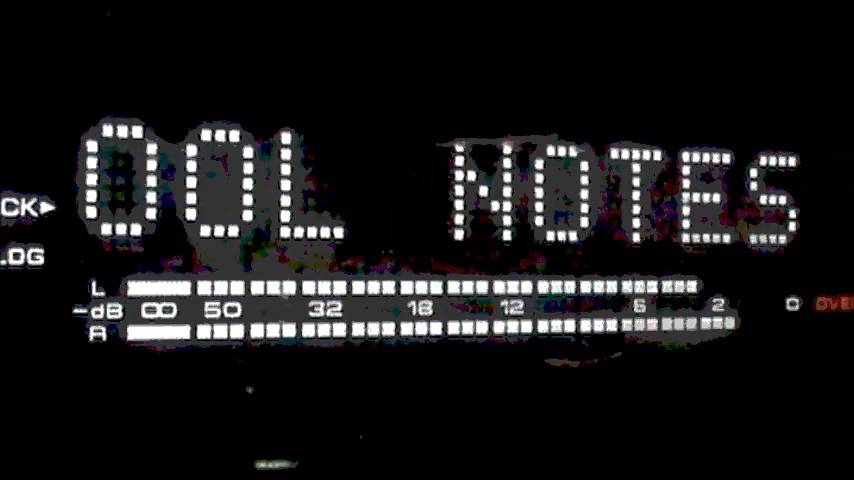 OOL NOTES
CK▶
.OG
L
-dB ∞ 50 32 18 12 6 2 0 OVE
R